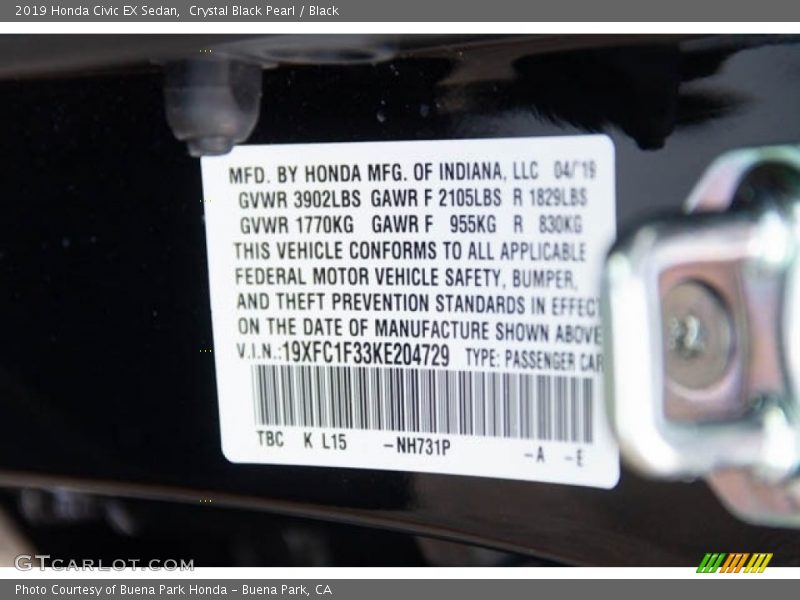 2019 Honda Civic EX Sedan,  Crystal Black Pearl / Black
MFD. BY HONDA MFG. OF INDIANA, LLC 04/'19
GVWR 3902LBS GAWR F 2105LBS R 1829LBS
GVWR 1770KG GAWR F 955KG R 830KG
THIS VEHICLE CONFORMS TO ALL APPLICABLE
FEDERAL MOTOR VEHICLE SAFETY, BUMPER,
AND THEFT PREVENTION STANDARDS IN EFFECT
ON THE DATE OF MANUFACTURE SHOWN ABOVE
V.I.N.:19XFC1F33KE204729 TYPE: PASSENGER CAR
TBC K L15 -NH731P -A -E
GTCARLOT.COM
Photo Courtesy of Buena Park Honda - Buena Park, CA